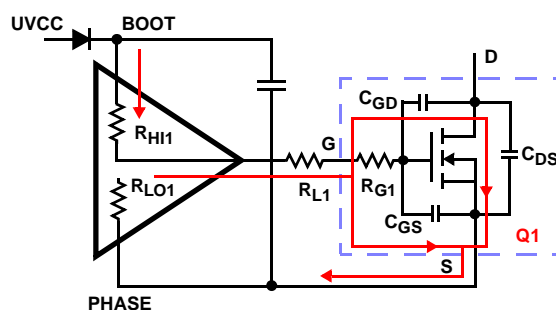 UVCC
BOOT
D
CGD
RHI1
G
CDS
RLO1
RL1
RG1
CGS
Q1
S
PHASE